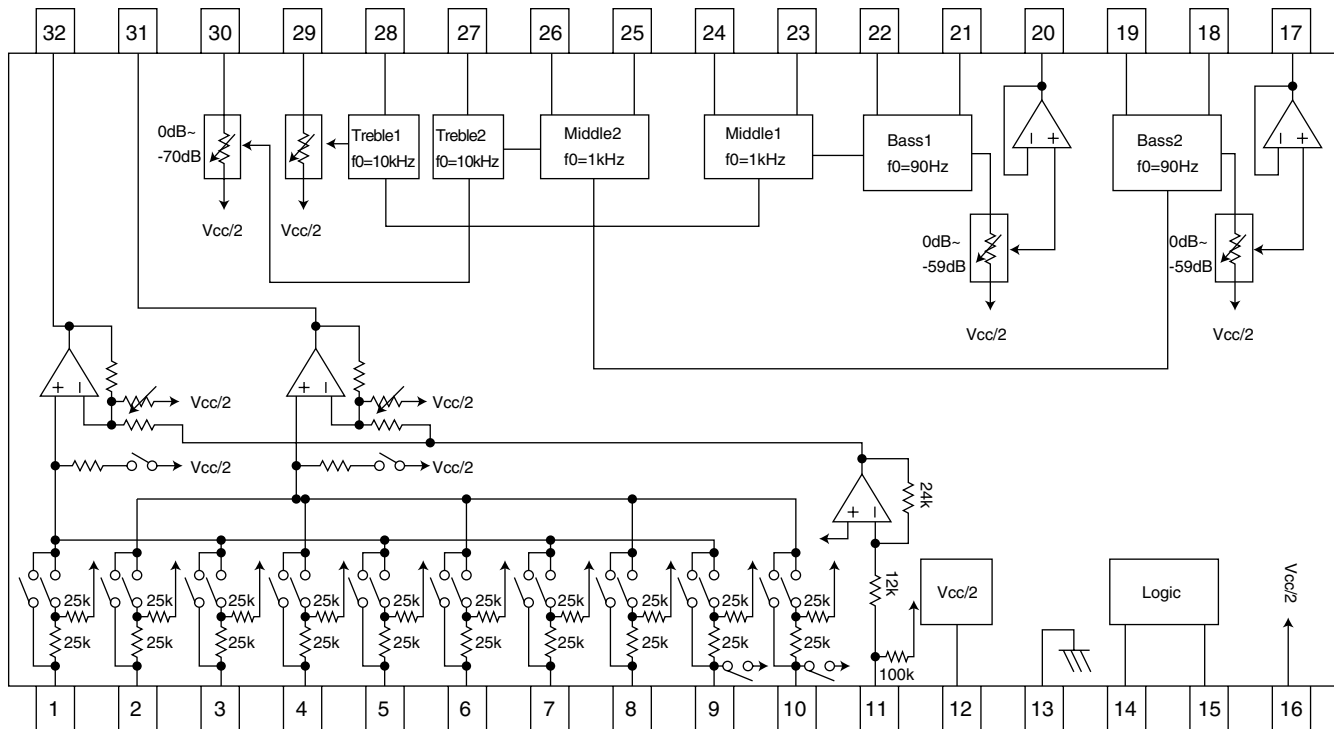 32 31 30 29 28 27 26 25 24 23 22 21 20 19 18 17
0dB~
-70dB
Vcc/2
Vcc/2
Treble1
f0=10kHz
Treble2
f0=10kHz
Middle2
f0=1kHz
Middle1
f0=1kHz
Bass1
f0=90Hz
− +
Bass2
f0=90Hz
− +
0dB~
-59dB
Vcc/2
0dB~
-59dB
Vcc/2
+ −
Vcc/2
Vcc/2
+ −
Vcc/2
Vcc/2
+ −
24k
12k
100k
25k 25k 25k 25k 25k 25k 25k 25k 25k 25k
25k 25k 25k 25k 25k 25k 25k 25k 25k 25k
Vcc/2
Logic
Vcc/2
1 2 3 4 5 6 7 8 9 10 11 12 13 14 15 16